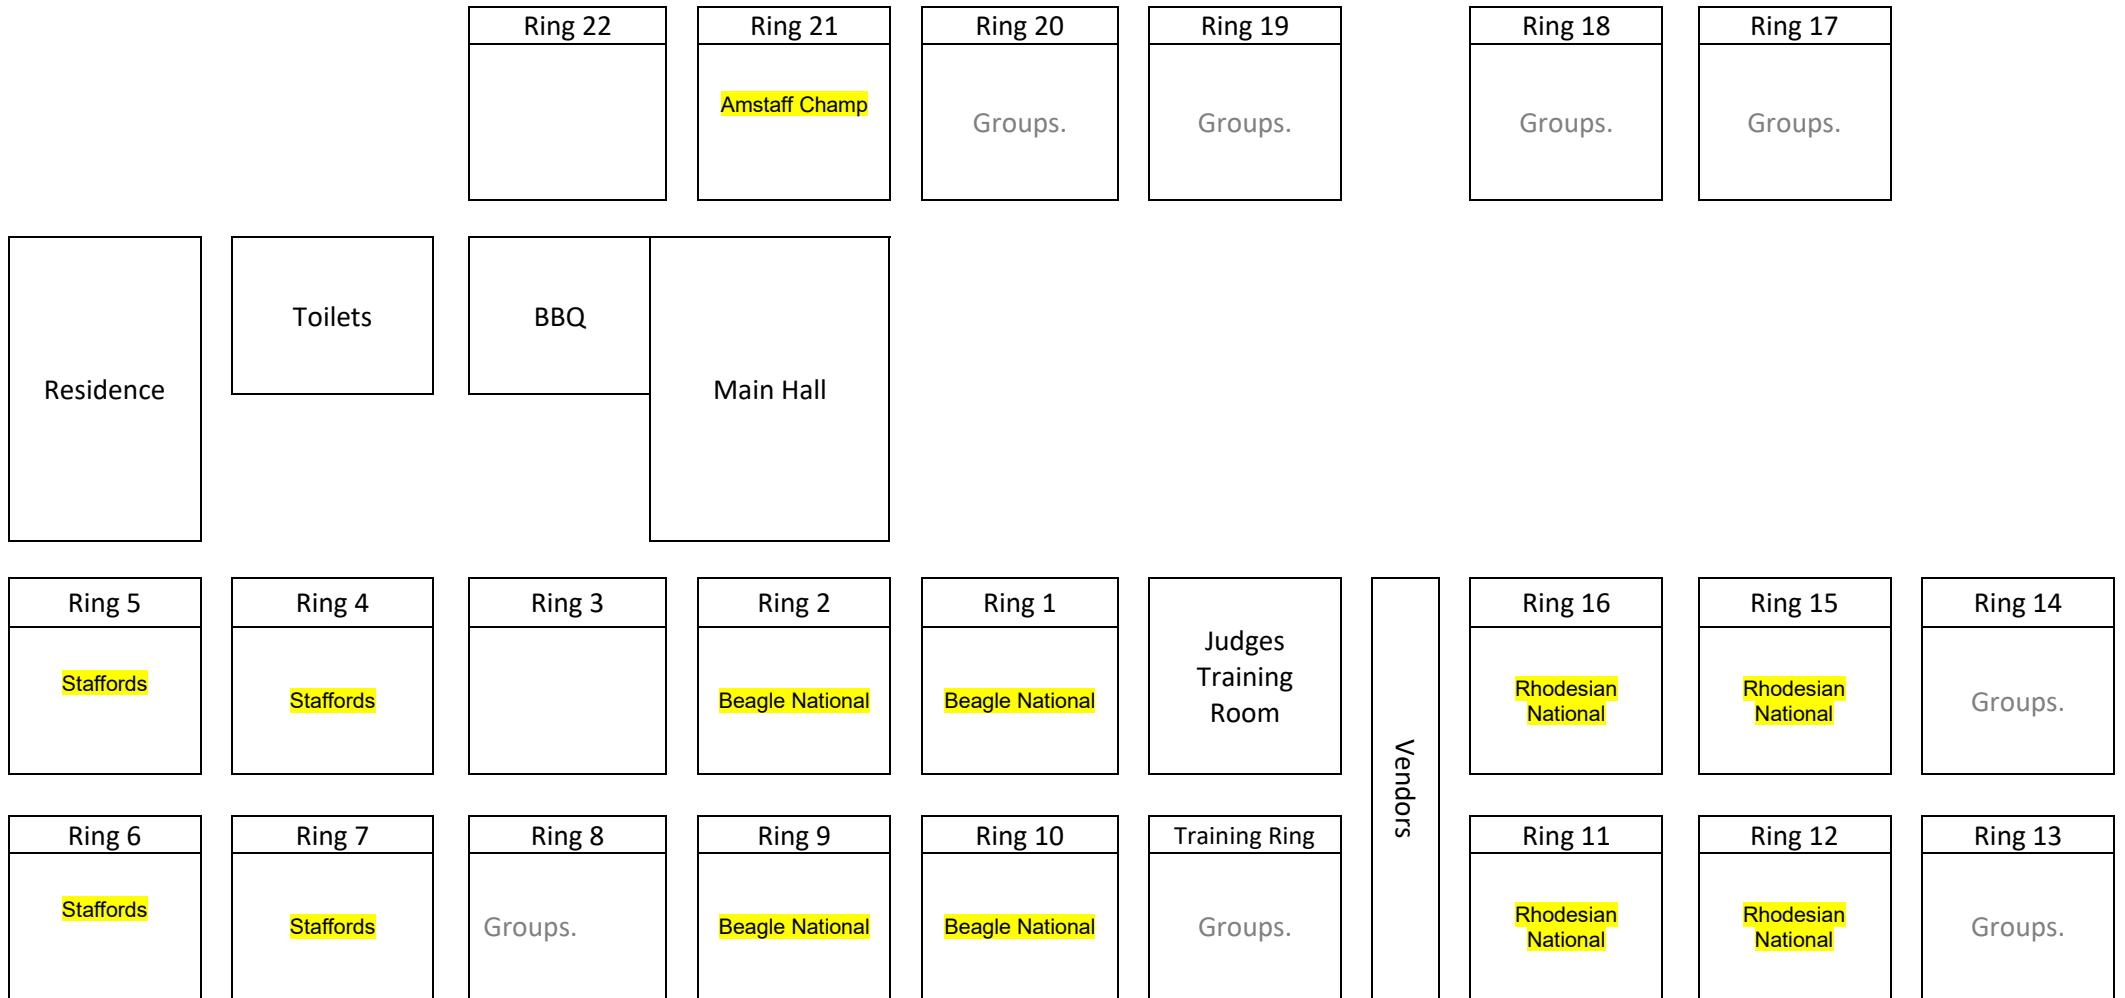 Ring 22
Ring 21
Ring 20
Ring 19
Ring 18
Ring 17
Amstaff Champ
Groups.
Groups.
Groups.
Groups.
Residence
Toilets
BBQ
Main Hall
Ring 5
Ring 4
Ring 3
Ring 2
Ring 1
Judges
Training
Room
Vendors
Ring 16
Ring 15
Ring 14
Staffords
Staffords
Beagle National
Beagle National
Rhodesian
National
Rhodesian
National
Groups.
Ring 6
Ring 7
Ring 8
Ring 9
Ring 10
Training Ring
Ring 11
Ring 12
Ring 13
Staffords
Staffords
Groups.
Beagle National
Beagle National
Groups.
Rhodesian
National
Rhodesian
National
Groups.